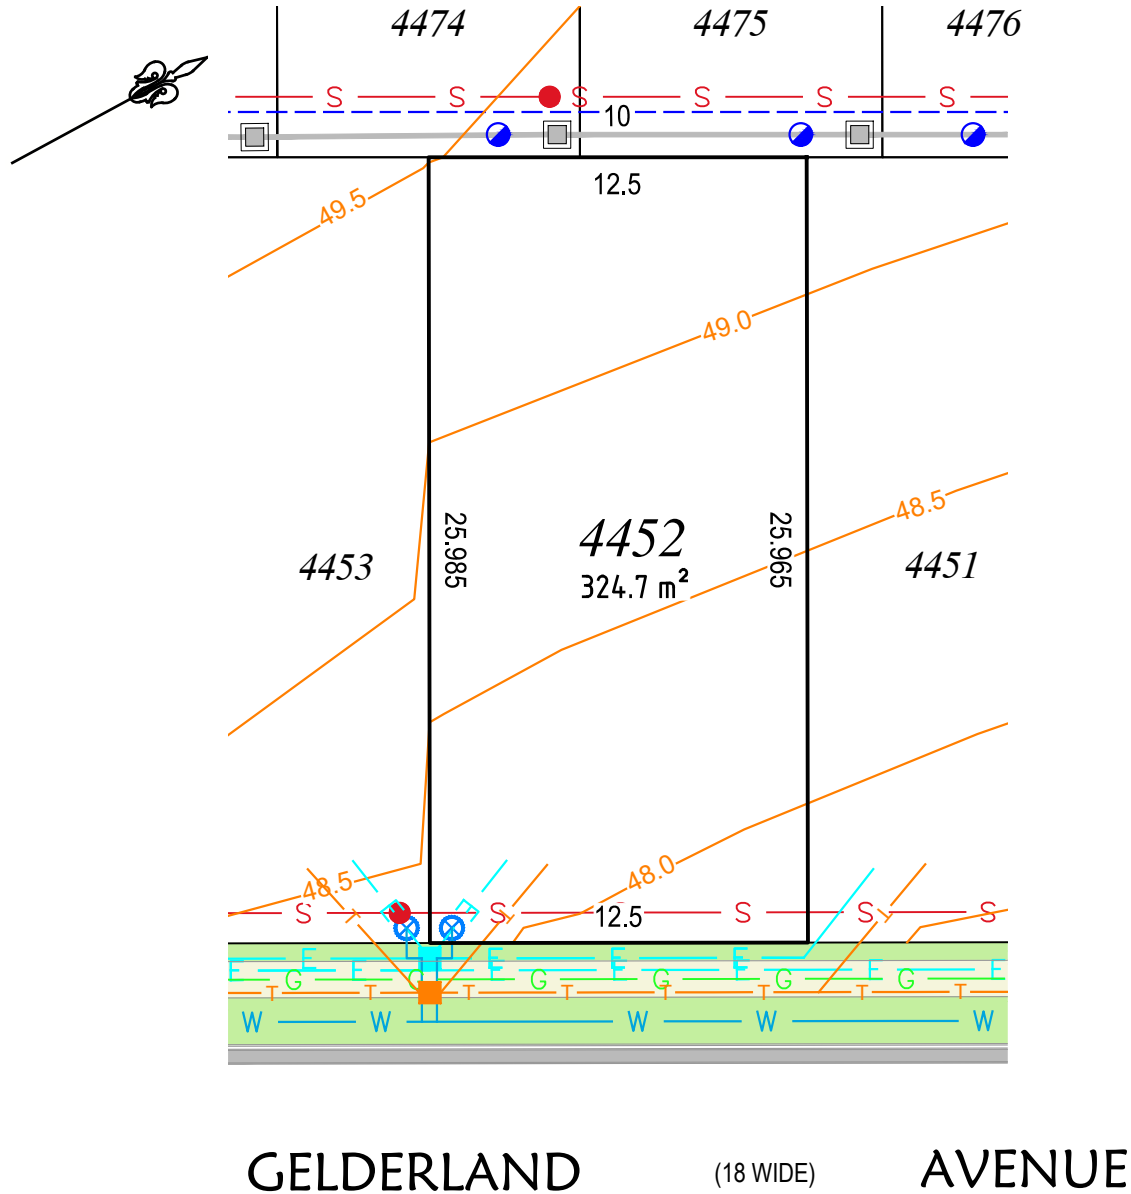 4474 4475 4476
S S S S S S
10
12.5
49.5
49.0
48.5
25.985 4452 25.965
4453 324.7 m² 4451
48.5 48.0
E E T T T
S S S 12.5 S S S
E E E E
E E E E E E
G G G G G G
T T T T T T T T
W W W W W
GELDERLAND (18 WIDE) AVENUE